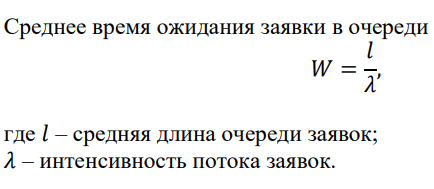 Среднее время ожидания заявки в очереди
W = l/λ,
где l – средняя длина очереди заявок;
λ – интенсивность потока заявок.